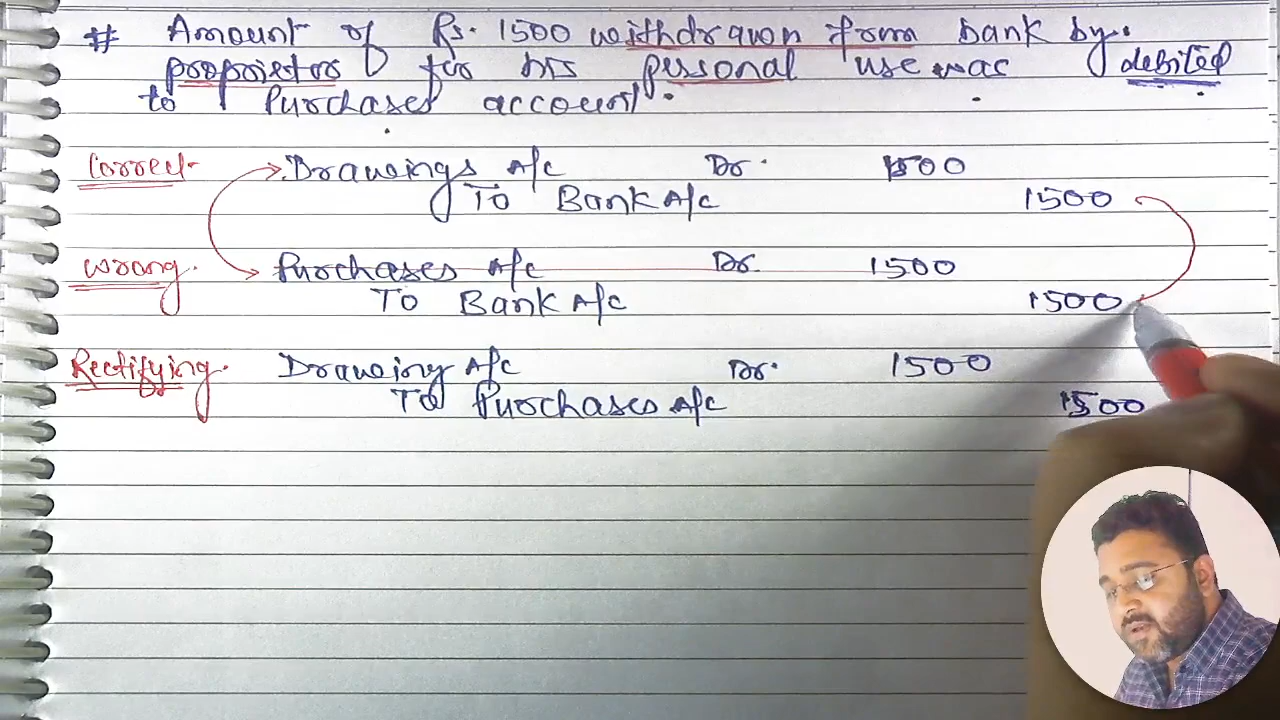 # Amount of Rs. 1500 withdrawn from bank by
proprietor for his personal use was debited
to Purchases account.
Correct. Drawings A/c Dr. 1500
To Bank A/c 1500
Wrong. Purchases A/c Dr. 1500
To Bank A/c 1500
Rectifying. Drawing A/c Dr. 1500
To Purchases A/c 1500